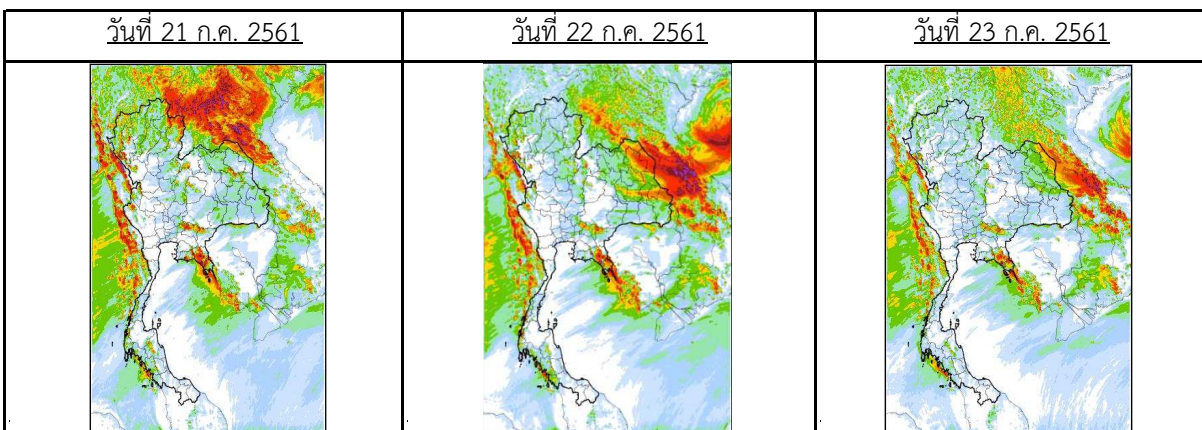 วันที่ 21 ก.ค. 2561
วันที่ 22 ก.ค. 2561
วันที่ 23 ก.ค. 2561